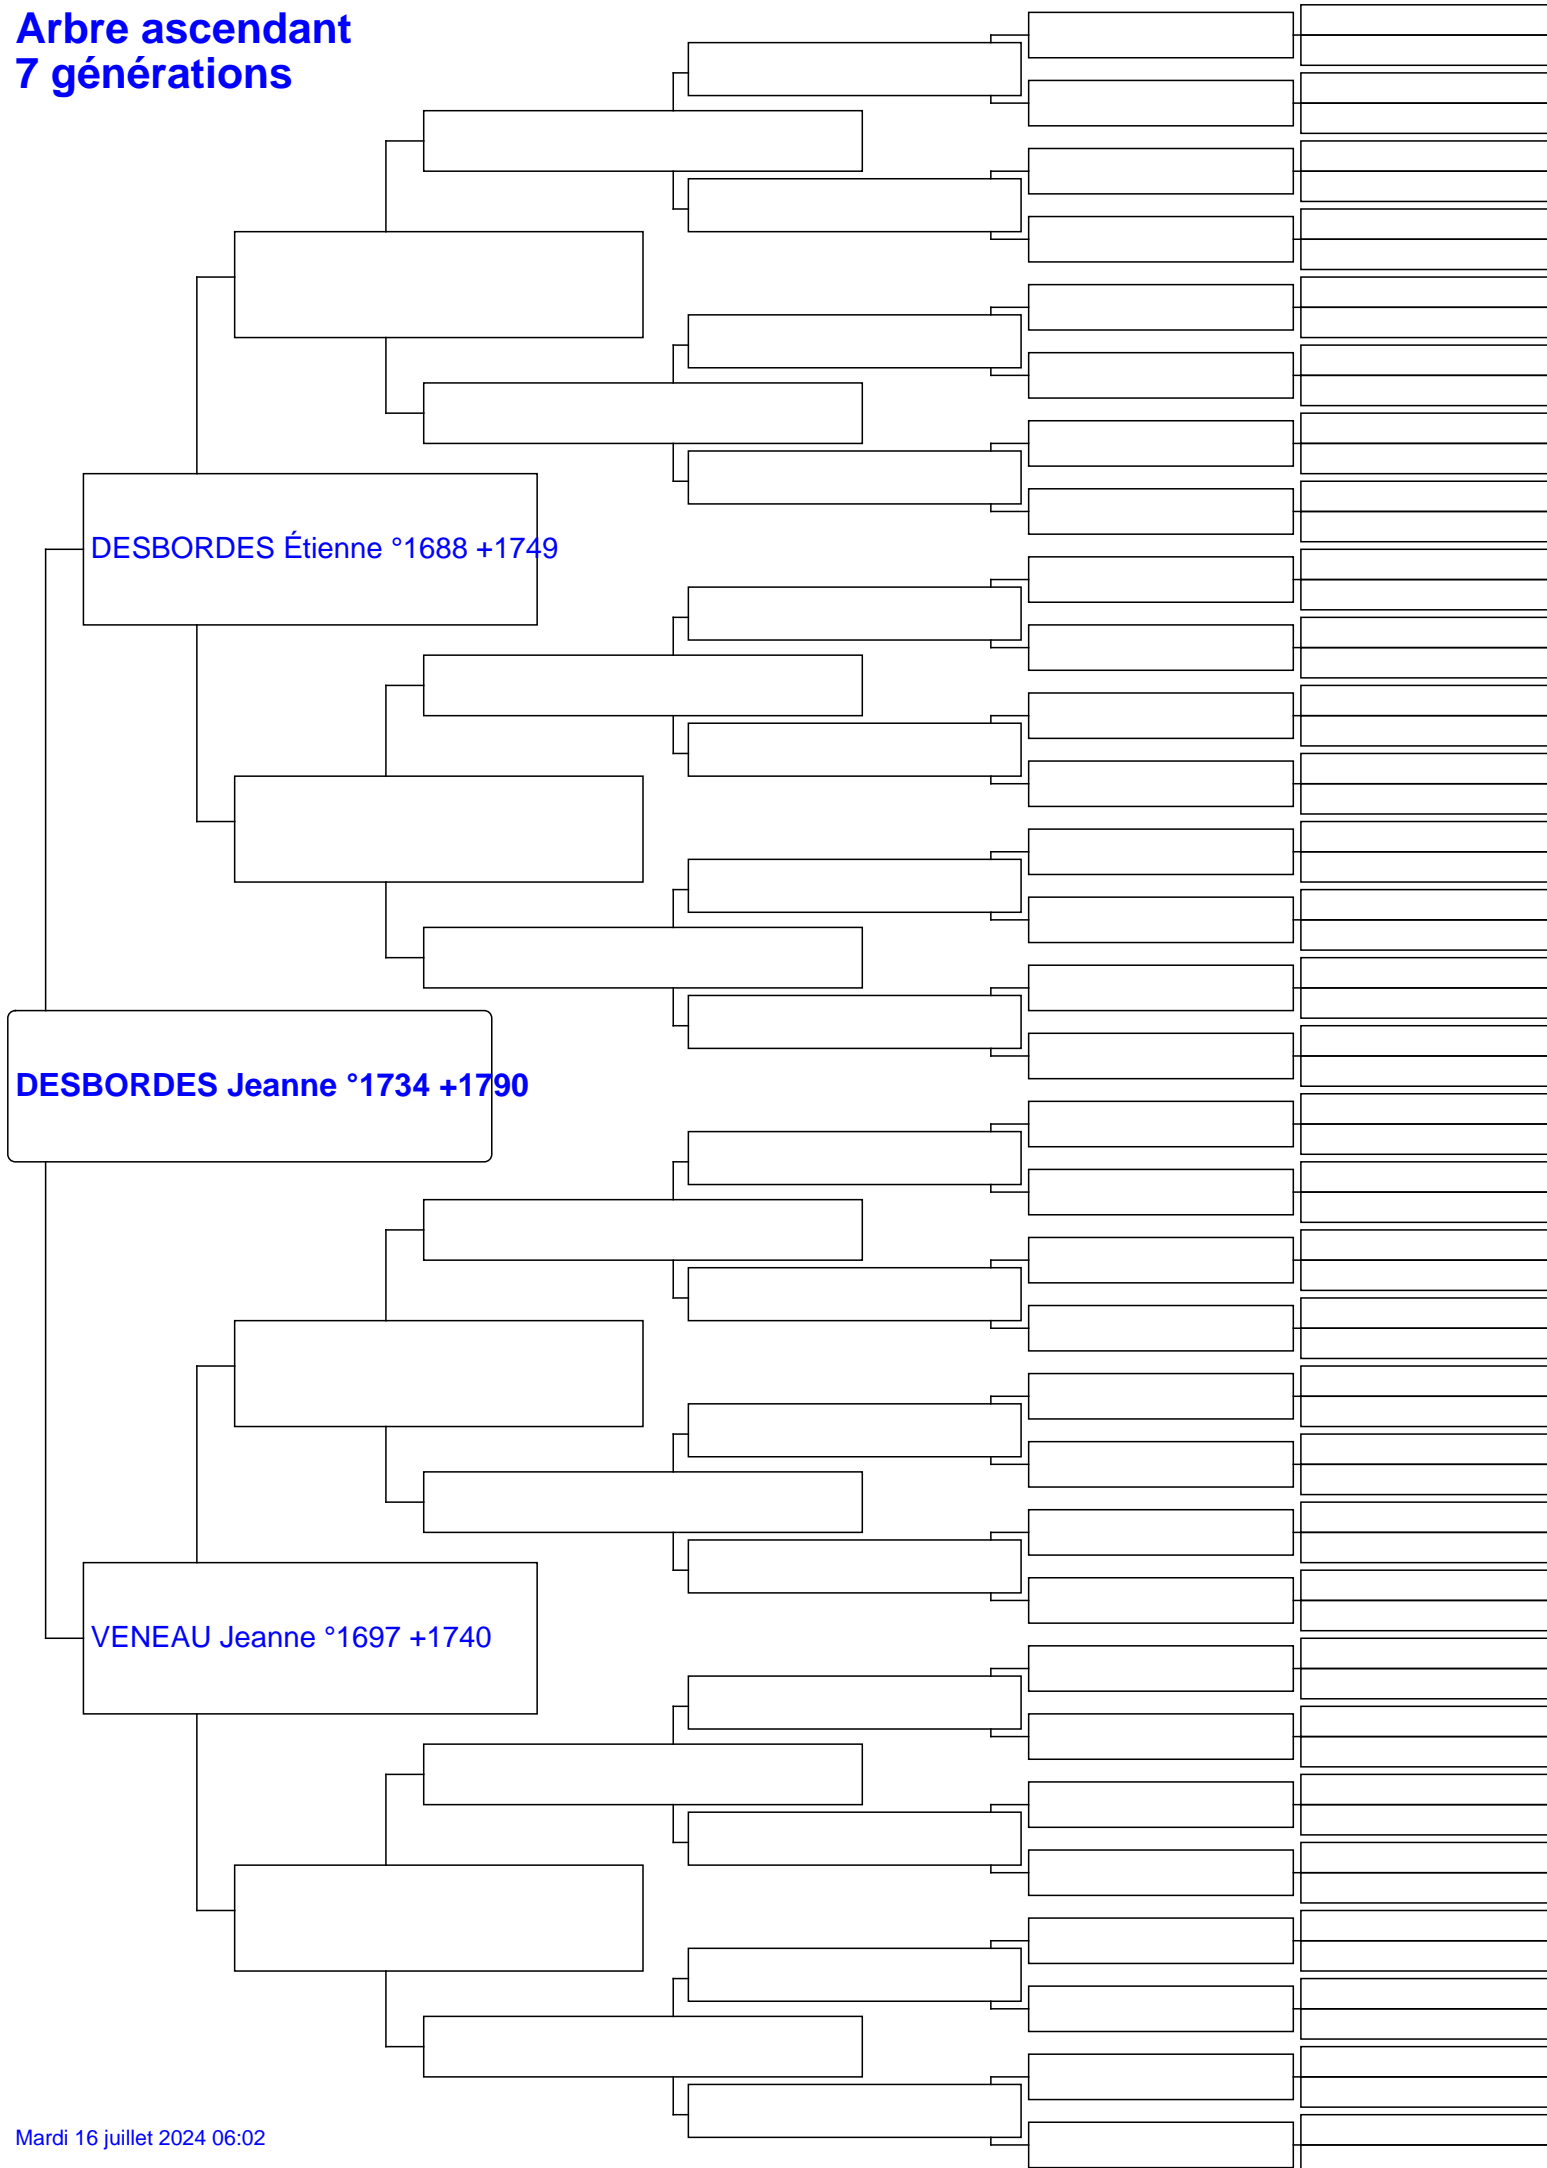 Arbre ascendant
7 générations
DESBORDES Étienne °1688 +1749
DESBORDES Jeanne °1734 +1790
VENEAU Jeanne °1697 +1740
Mardi 16 juillet 2024 06:02